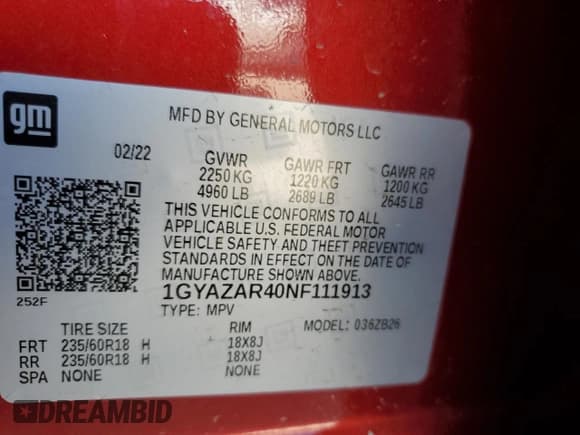 gm
MFD BY GENERAL MOTORS LLC
02/22
GVWR GAWR FRT GAWR RR
2250 KG 1220 KG 1200 KG
4960 LB 2689 LB 2645 LB
THIS VEHICLE CONFORMS TO ALL
APPLICABLE U.S. FEDERAL MOTOR
VEHICLE SAFETY AND THEFT PREVENTION
STANDARDS IN EFFECT ON THE DATE OF
MANUFACTURE SHOWN ABOVE.
252F
1GYAZAR40NF111913
TYPE: MPV MODEL: 036ZB26
TIRE SIZE RIM
FRT 235/60R18 H 18X8J
RR 235/60R18 H 18X8J
SPA NONE NONE
DREAMBID